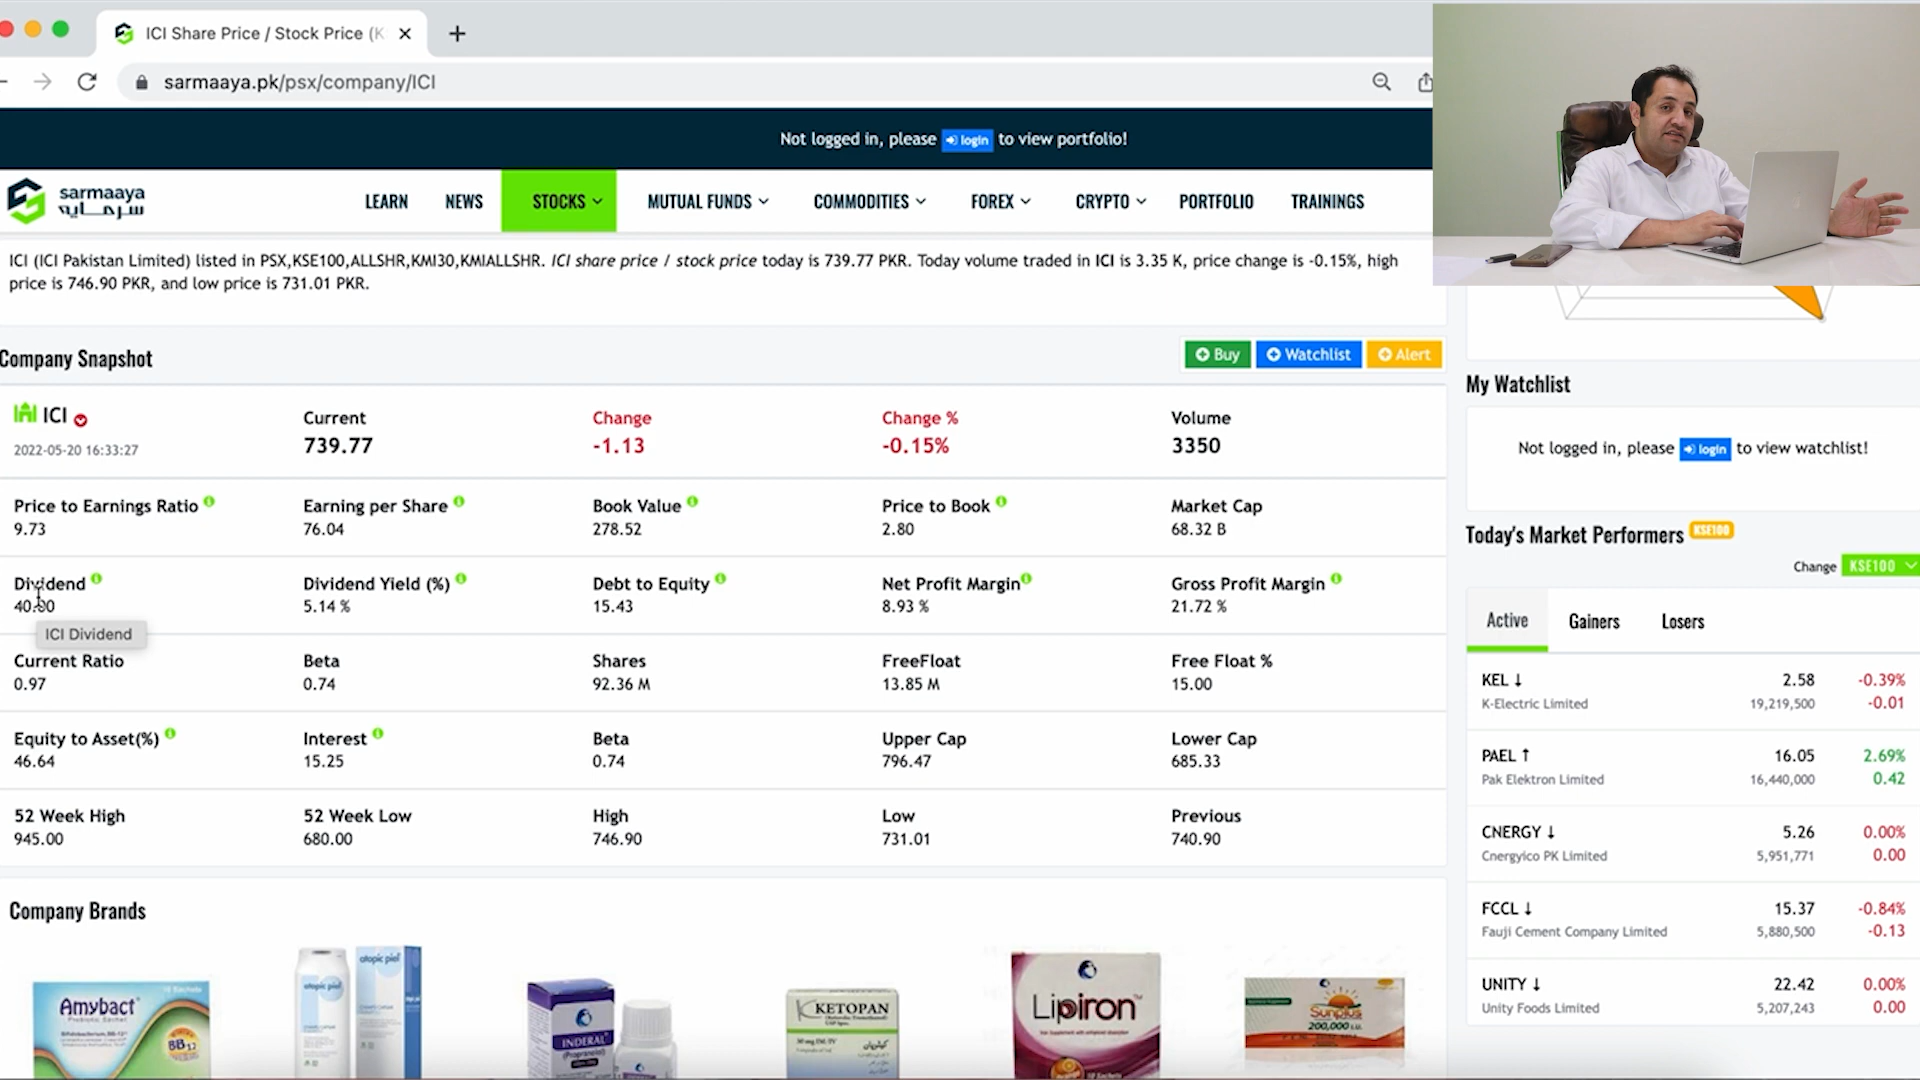 ICI Share Price / Stock Price (K
sarmaaya.pk/psx/company/ICI
Not logged in, please login to view portfolio!
sarmaaya
سرمایه
LEARN NEWS STOCKS MUTUAL FUNDS COMMODITIES FOREX CRYPTO PORTFOLIO TRAININGS
ICI (ICI Pakistan Limited) listed in PSX,KSE100,ALLSHR,KMI30,KMIALLSHR. ICI share price / stock price today is 739.77 PKR. Today volume traded in ICI is 3.35 K, price change is -0.15%, high
price is 746.90 PKR, and low price is 731.01 PKR.
Company Snapshot
Buy Watchlist Alert
ICI
2022-05-20 16:33:27
Current
739.77
Change
-1.13
Change %
-0.15%
Volume
3350
Price to Earnings Ratio
9.73
Earning per Share
76.04
Book Value
278.52
Price to Book
2.80
Market Cap
68.32 B
Dividend
40.00
ICI Dividend
Dividend Yield (%)
5.14 %
Debt to Equity
15.43
Net Profit Margin
8.93 %
Gross Profit Margin
21.72 %
Current Ratio
0.97
Beta
0.74
Shares
92.36 M
FreeFloat
13.85 M
Free Float %
15.00
Equity to Asset(%)
46.64
Interest
15.25
Beta
0.74
Upper Cap
796.47
Lower Cap
685.33
52 Week High
945.00
52 Week Low
680.00
High
746.90
Low
731.01
Previous
740.90
Company Brands
Amybact
BB12
atopic piel
atopic piel
INDERAL
(Propranolol)
KETOPAN
30 mg IM/IV
Lipiron
Sunplus
200,000 I.U.
My Watchlist
Not logged in, please login to view watchlist!
Today's Market Performers KSE100
Change KSE100
Active Gainers Losers
KEL ↓ 2.58 -0.39%
K-Electric Limited 19,219,500 -0.01
PAEL ↑ 16.05 2.69%
Pak Elektron Limited 16,440,000 0.42
CNERGY ↓ 5.26 0.00%
Cnergyico PK Limited 5,951,771 0.00
FCCL ↓ 15.37 -0.84%
Fauji Cement Company Limited 5,880,500 -0.13
UNITY ↓ 22.42 0.00%
Unity Foods Limited 5,207,243 0.00